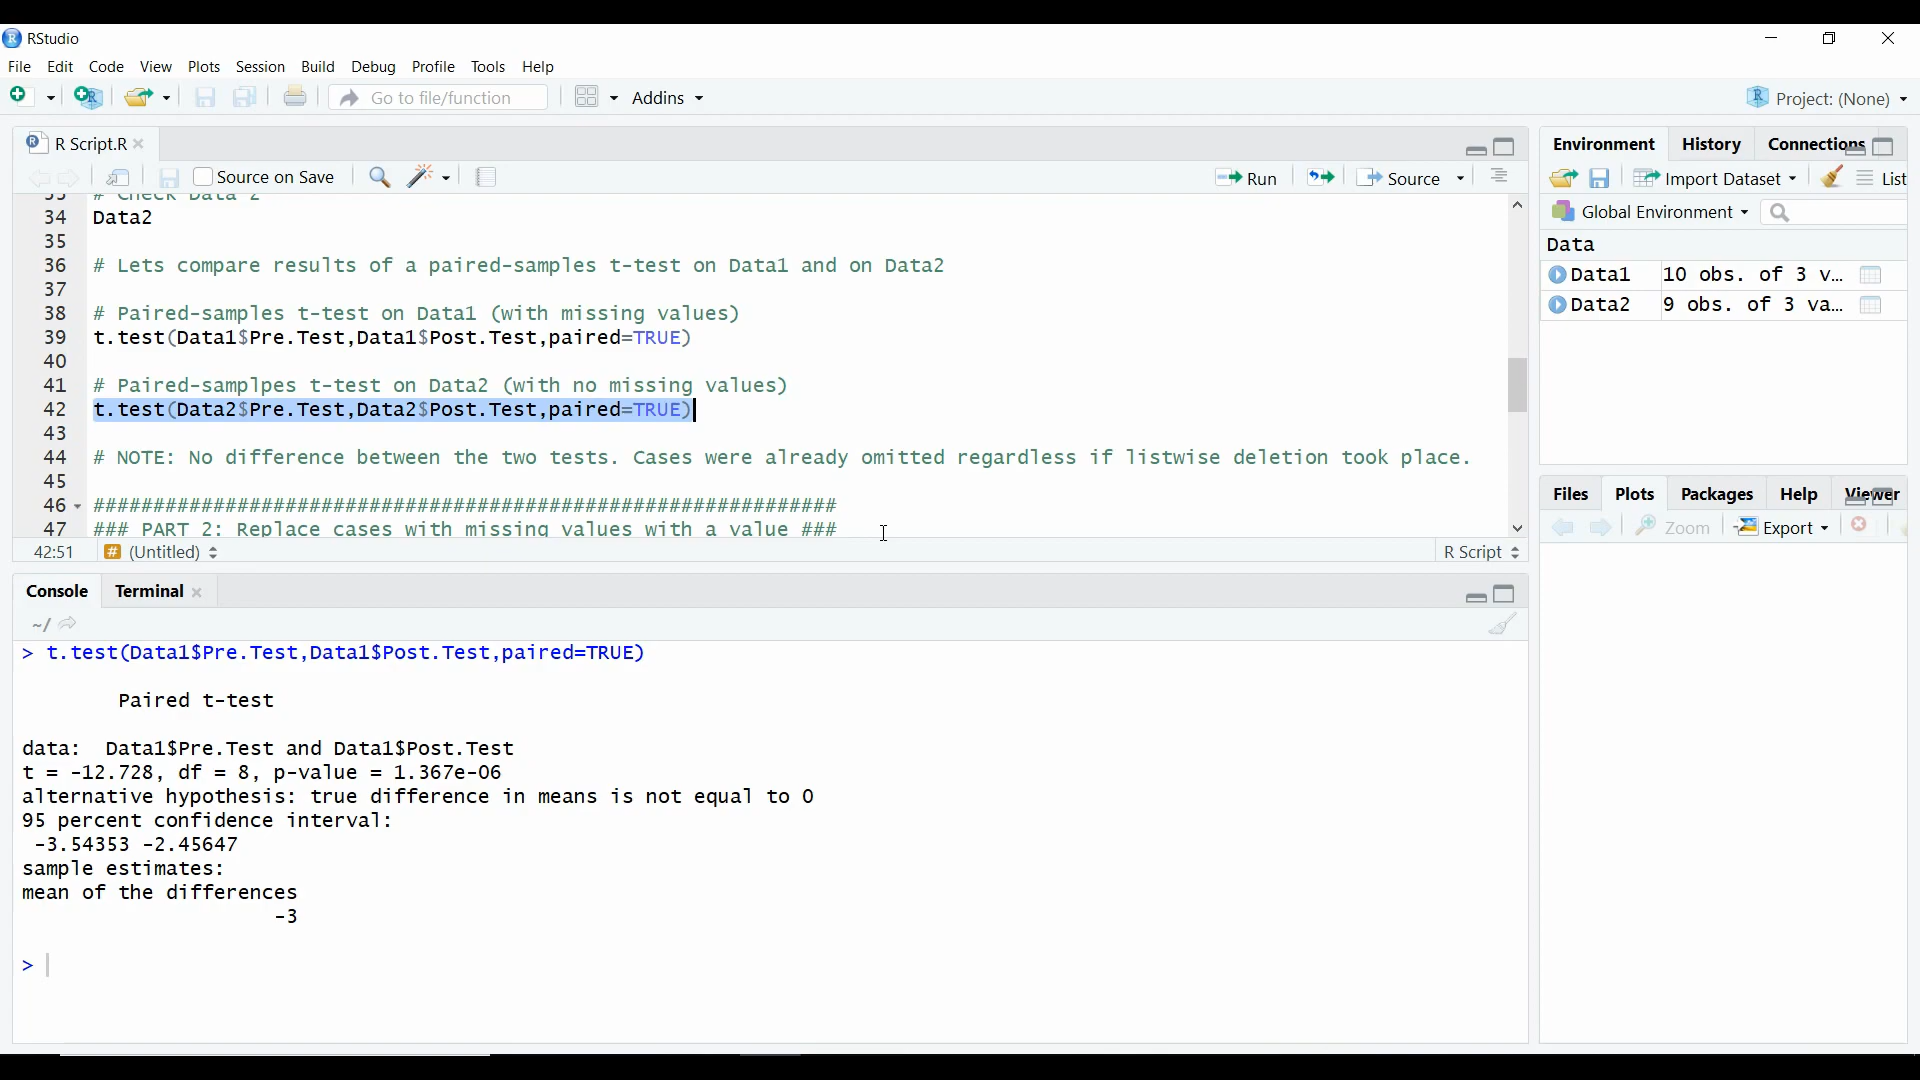 RStudio
File Edit Code View Plots Session Build Debug Profile Tools Help
Go to file/function Addins Project: (None)
R Script.R
Source on Save Run Source
33 # Check Data 2
34 Data2
35
36 # Lets compare results of a paired-samples t-test on Data1 and on Data2
37
38 # Paired-samples t-test on Data1 (with missing values)
39 t.test(Data1$Pre.Test,Data1$Post.Test,paired=TRUE)
40
41 # Paired-samplpes t-test on Data2 (with no missing values)
42 t.test(Data2$Pre.Test,Data2$Post.Test,paired=TRUE)
43
44 # NOTE: No difference between the two tests. Cases were already omitted regardless if listwise deletion took place.
45
46 ##############################################################
47 ### PART 2: Replace cases with missing values with a value ###
42:51 # (Untitled) R Script
Console Terminal
~/
> t.test(Data1$Pre.Test,Data1$Post.Test,paired=TRUE)
Paired t-test
data: Data1$Pre.Test and Data1$Post.Test
t = -12.728, df = 8, p-value = 1.367e-06
alternative hypothesis: true difference in means is not equal to 0
95 percent confidence interval:
-3.54353 -2.45647
sample estimates:
mean of the differences
-3
>
Environment History Connections
Import Dataset List
Global Environment
Data
Data1 10 obs. of 3 v...
Data2 9 obs. of 3 va...
Files Plots Packages Help Viewer
Zoom Export